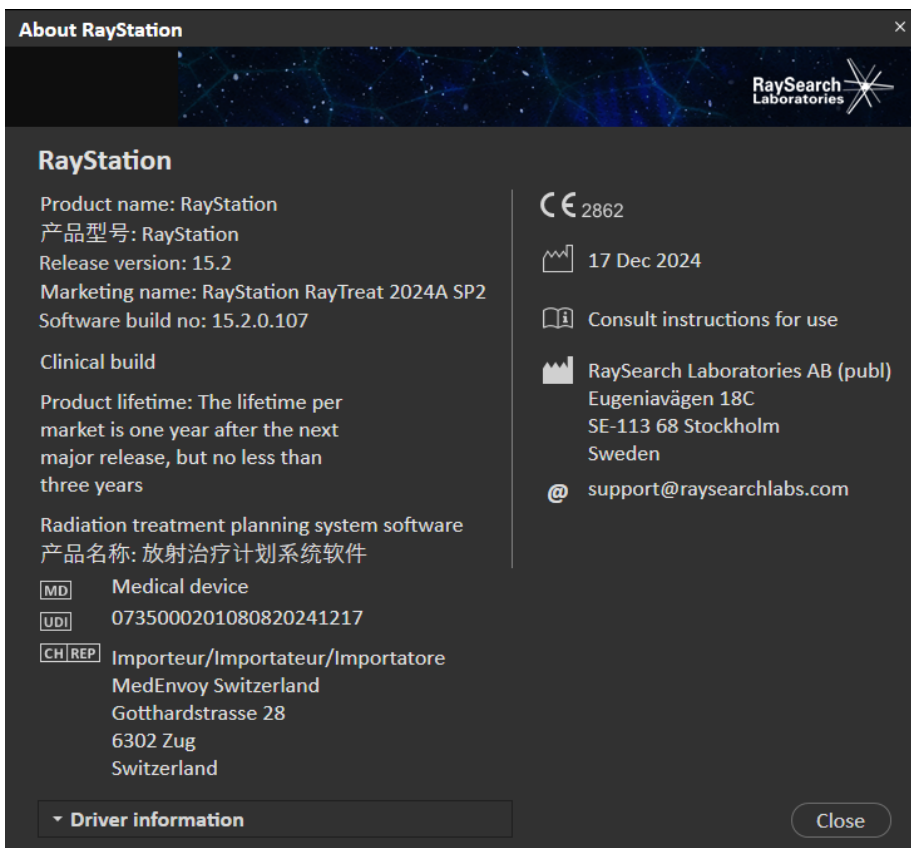 About RayStation
×
RaySearch
Laboratories
RayStation
Product name: RayStation
产品型号: RayStation
Release version: 15.2
Marketing name: RayStation RayTreat 2024A SP2
Software build no: 15.2.0.107
Clinical build
Product lifetime: The lifetime per
market is one year after the next
major release, but no less than
three years
Radiation treatment planning system software
产品名称: 放射治疗计划系统软件
MD Medical device
UDI 0735000201080820241217
CH REP Importeur/Importateur/Importatore
MedEnvoy Switzerland
Gotthardstrasse 28
6302 Zug
Switzerland
CE 2862
17 Dec 2024
Consult instructions for use
RaySearch Laboratories AB (publ)
Eugeniavägen 18C
SE-113 68 Stockholm
Sweden
@ support@raysearchlabs.com
Driver information
Close